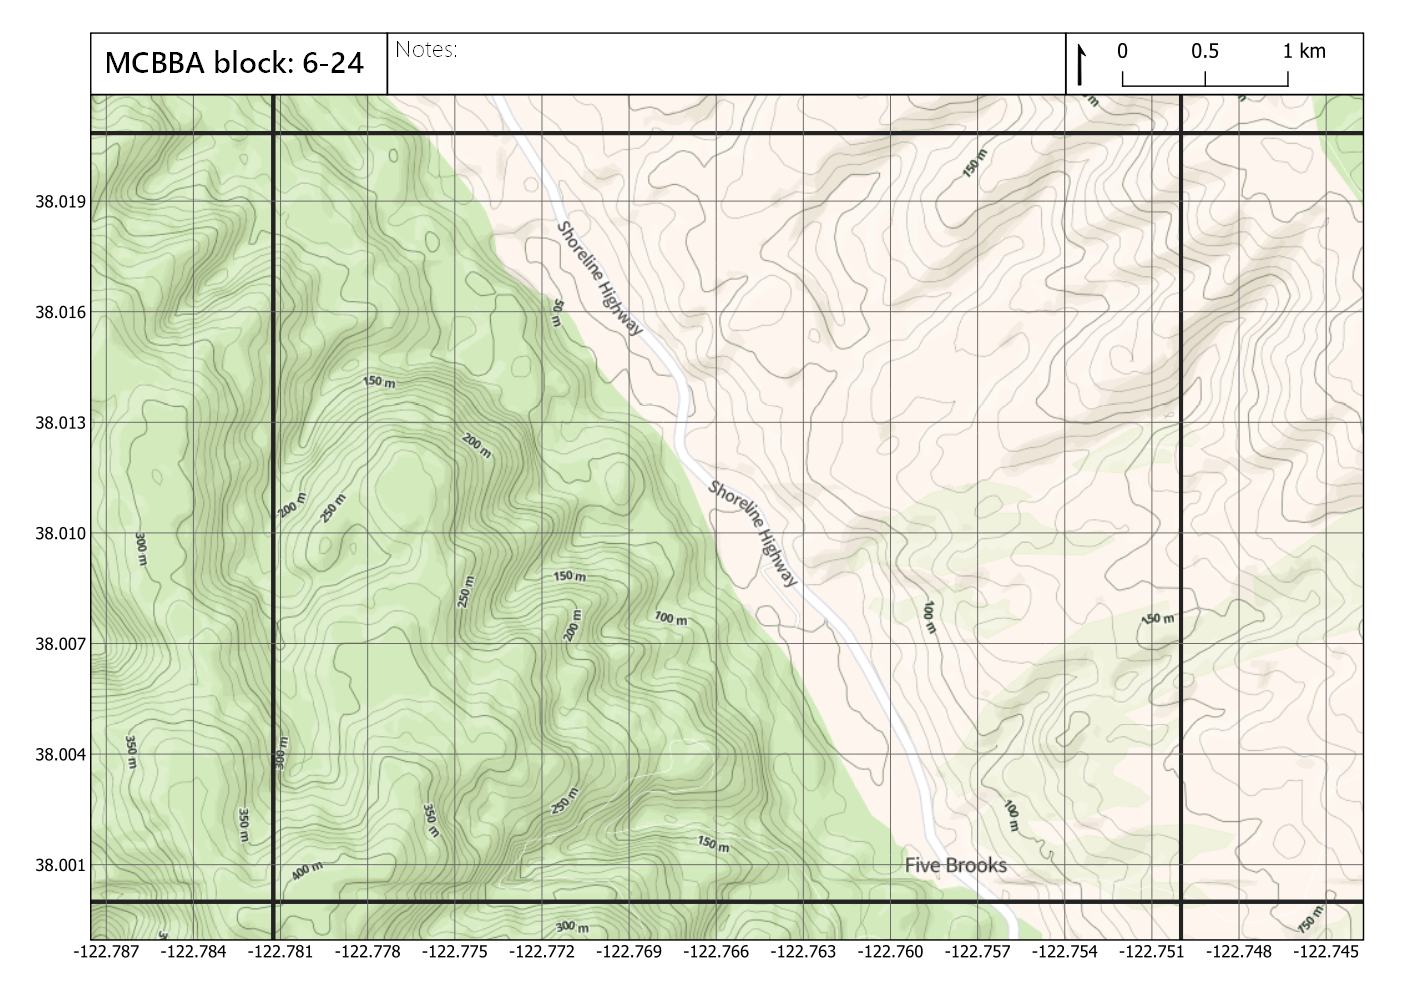 MCBBA block: 6-24
Notes:
0 0.5 1 km
150 m
38.019
Shoreline Highway
38.016
50 m
150 m
38.013
200 m
Shoreline Highway
200 m
250 m
38.010
300 m
150 m
250 m
100 m
200 m
100 m
150 m
38.007
350 m
300 m
38.004
250 m
350 m
350 m
100 m
150 m
38.001
400 m
Five Brooks
300 m
-122.787 -122.784 -122.781 -122.778 -122.775 -122.772 -122.769 -122.766 -122.763 -122.760 -122.757 -122.754 -122.751 -122.748 -122.745